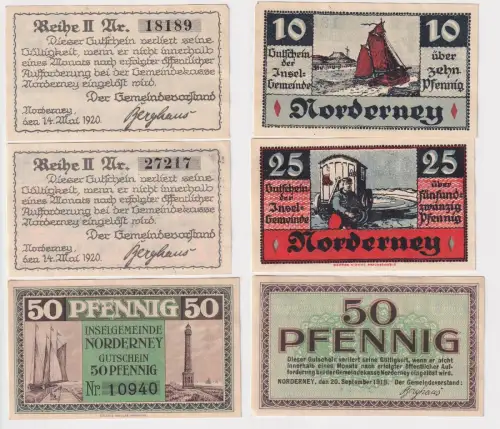 Reihe II Nr. 18189
Dieser Gutschein verliert seine
Gültigkeit, wenn er nicht innerhalb
eines Monats nach erfolgter öffentlicher
Aufforderung bei der Gemeindekasse
Norderney eingelöst wird.
Der Gemeindevorstand
Norderney,
den 14. Mai 1920.
Berghaus
10 10
Gutschein
der
Insel-
Gemeinde
über
zehn
Pfennig
Norderney
Reihe II Nr. 27217
Dieser Gutschein verliert seine
Gültigkeit, wenn er nicht innerhalb
eines Monats nach erfolgter öffentlicher
Aufforderung bei der Gemeindekasse
Norderney eingelöst wird.
Der Gemeindevorstand
Norderney,
den 14. Mai 1920.
Berghaus
25 25
Gutschein
der
Insel-
Gemeinde
über
fünfund-
zwanzig
Pfennig
Norderney
50 PFENNIG 50
INSELGEMEINDE
NORDERNEY
GUTSCHEIN
50 PFENNIG
Nr. 10940
50
PFENNIG
Dieser Gutschein verliert seine Gültigkeit, wenn er nicht
innerhalb eines Monats nach erfolgter öffentlicher Auf-
forderung bei der Gemeindekasse Norderney eingelöst wird.
NORDERNEY, den 20. September 1918. Der Gemeindevorstand:
Berghaus